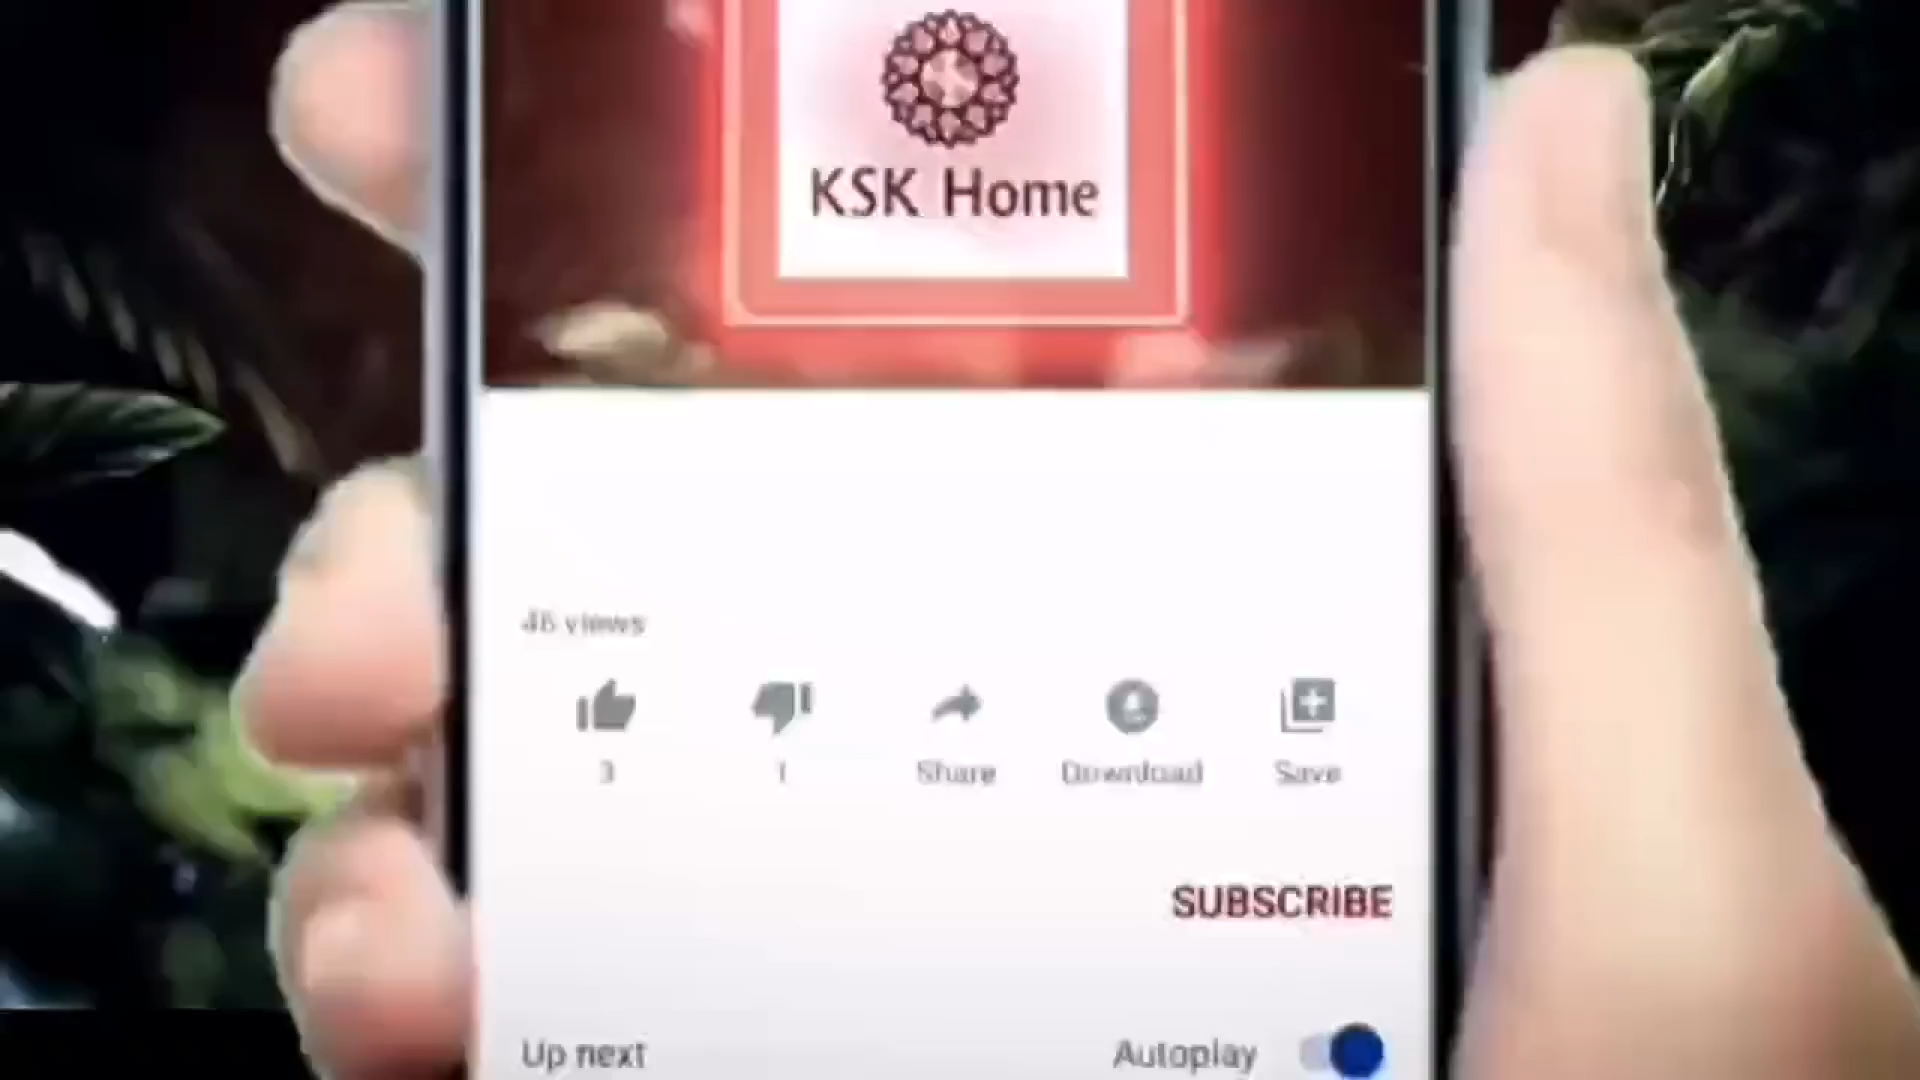 KSK Home
46 views
3
1
Share
Download
Save
SUBSCRIBE
Up next
Autoplay